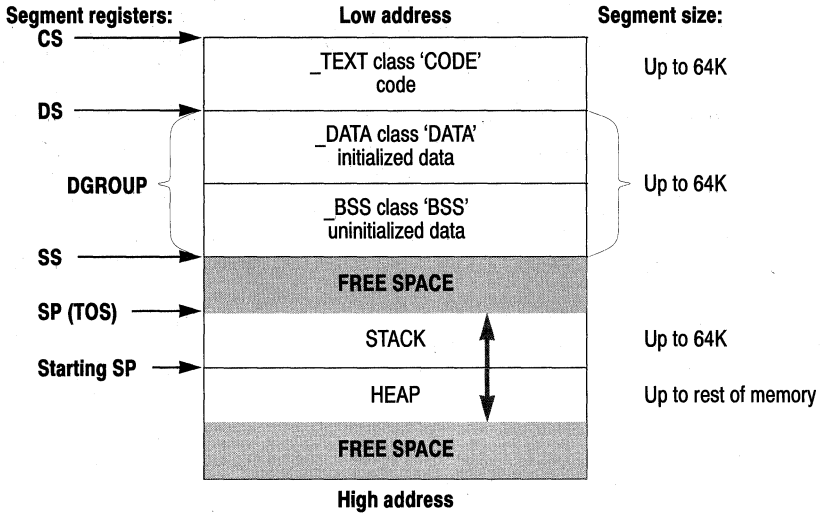 Segment registers:
Low address
Segment size:
CS
_TEXT class ‘CODE’
code
Up to 64K
DS
_DATA class ‘DATA’
initialized data
DGROUP
Up to 64K
_BSS class ‘BSS’
uninitialized data
SS
FREE SPACE
SP (TOS)
STACK
Up to 64K
Starting SP
HEAP
Up to rest of memory
FREE SPACE
High address